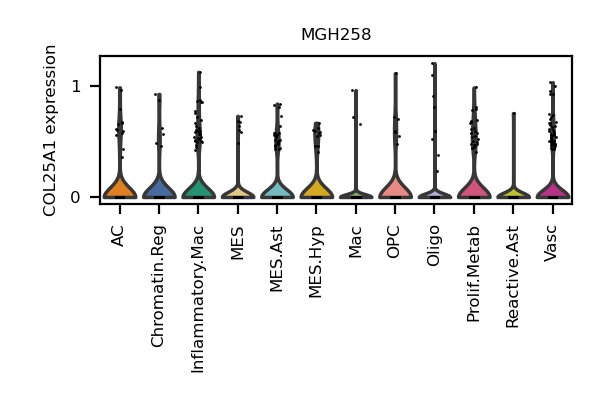 MGH258
COL25A1 expression
1
0
AC
Chromatin.Reg
Inflammatory.Mac
MES
MES.Ast
MES.Hyp
Mac
OPC
Oligo
Prolif.Metab
Reactive.Ast
Vasc